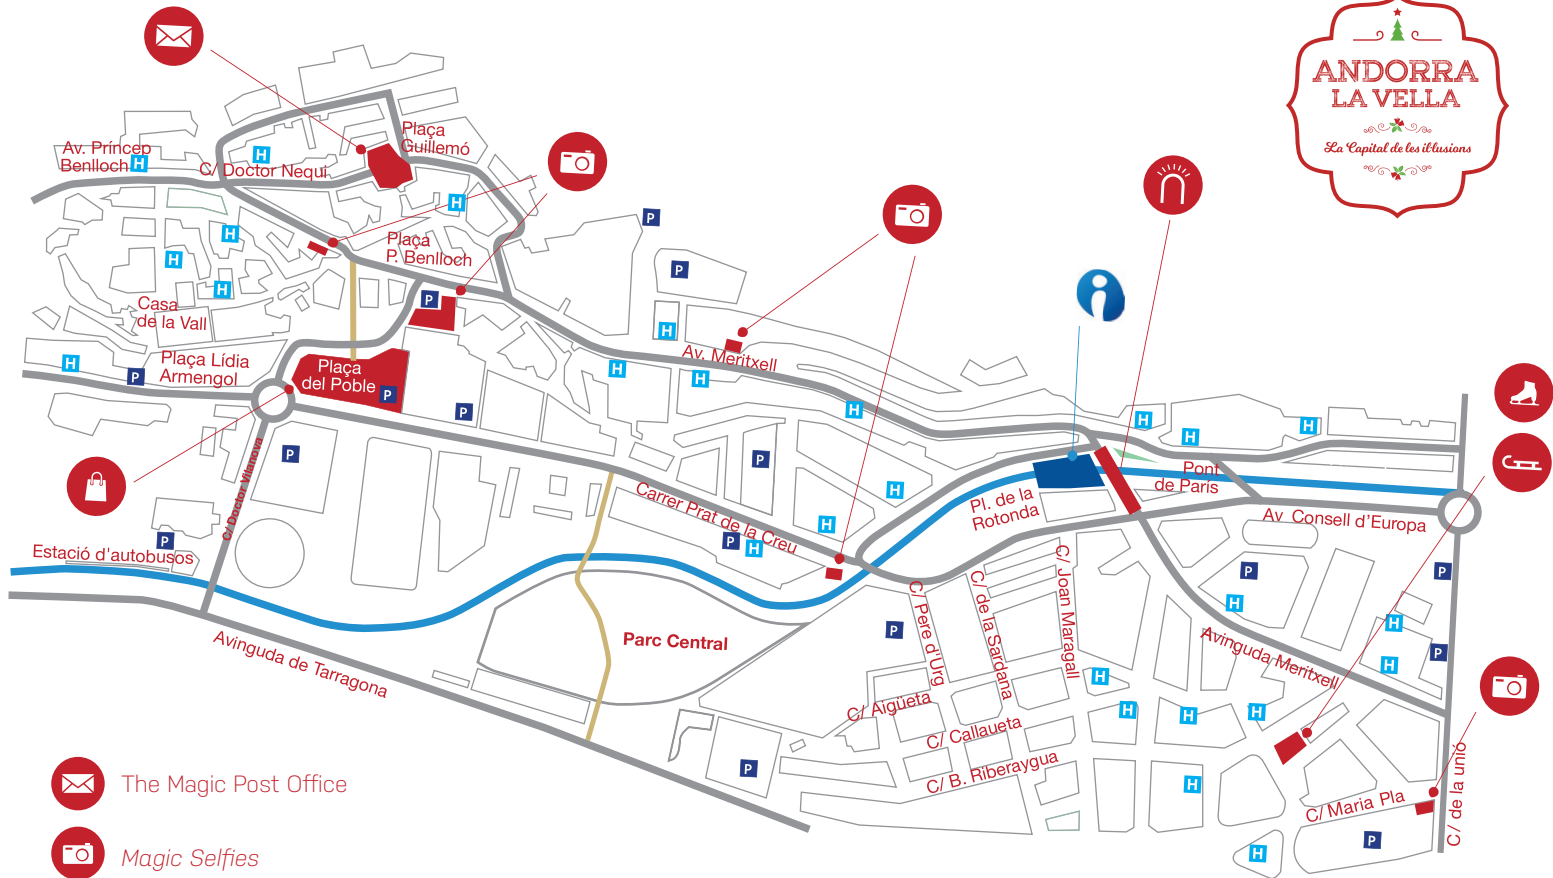 ANDORRA
LA VELLA
La Capital de les il·lusions
Plaça
Guillemó
Av. Príncep
Benlloch
H
H
C/ Doctor Nequi
H
P
H
Plaça
P. Benlloch
H
P
H
P
Casa
de la Vall
H
H
Av. Meritxell
Plaça Lídia
Armengol
H
P
Plaça
del Poble
P
H
H
P
H
H
H
H
P
P
Pont
de París
C/ Doctor Vilanova
Carrer Prat de la Creu
H
Pl. de la
Rotonda
Av Consell d'Europa
H
P
P
H
Estació d'autobusos
C/ Joan Maragall
P
P
C/ de la Sardana
C/ Pere d'Urg
H
H
P
Avinguda de Tarragona
Parc Central
Avinguda Meritxell
P
H
H
C/ Aigüeta
H
H
H
C/ Callaueta
C/ B. Riberaygua
P
H
C/ Maria Pla
C/ de la unió
P
H
The Magic Post Office
Magic Selfies